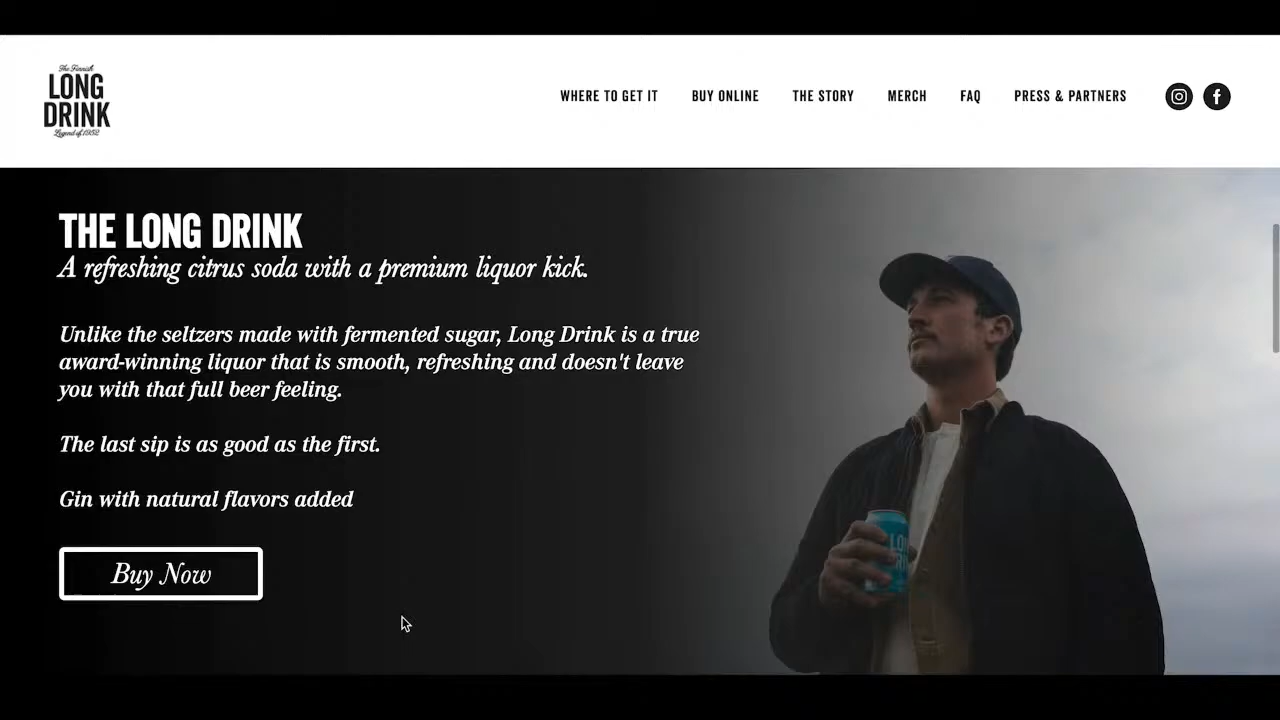 The Finnish
LONG
DRINK
Legend of 1952
WHERE TO GET IT
BUY ONLINE
THE STORY
MERCH
FAQ
PRESS & PARTNERS
THE LONG DRINK
A refreshing citrus soda with a premium liquor kick.
Unlike the seltzers made with fermented sugar, Long Drink is a true
award-winning liquor that is smooth, refreshing and doesn't leave
you with that full beer feeling.
The last sip is as good as the first.
Gin with natural flavors added
Buy Now